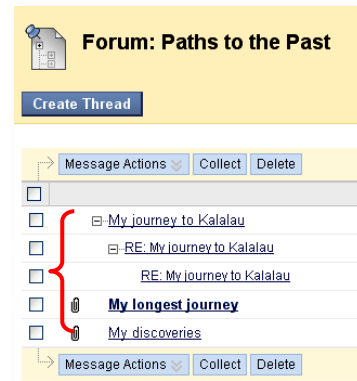 Forum: Paths to the Past
Create Thread
Message Actions Collect Delete
My journey to Kalalau
RE: My journey to Kalalau
RE: My journey to Kalalau
My longest journey
My discoveries
Message Actions Collect Delete